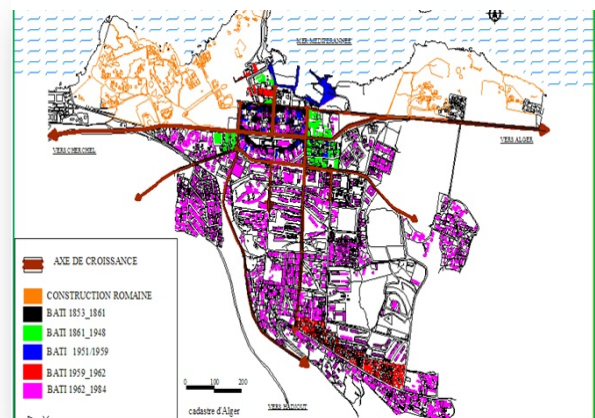 MER MEDITERANNEE
VERS CHERCHEL
VERS ALGER
AXE DE CROISSANCE
CONSTRUCTION ROMAINE
BATI 1853_1861
BATI 1861_1948
BATI 1951/1959
BATI 1959_1962
BATI 1962_1984
0 100 200
cadastre d'Alger
VERS HADJOUT